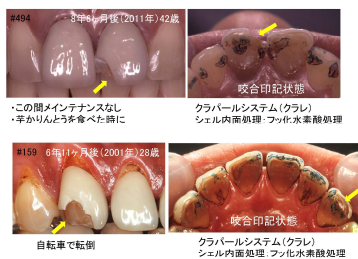 #494 8年6ヶ月後（2011年）42歳
咬合印記状態
・この間メインテナンスなし
・芋かりんとうを食べた時に
クラパールシステム（クラレ）
シェル内面処理：フッ化水素酸処理
#159 6年11ヶ月後（2001年）28歳
咬合印記状態
自転車で転倒
クラパールシステム（クラレ）
シェル内面処理：フッ化水素酸処理